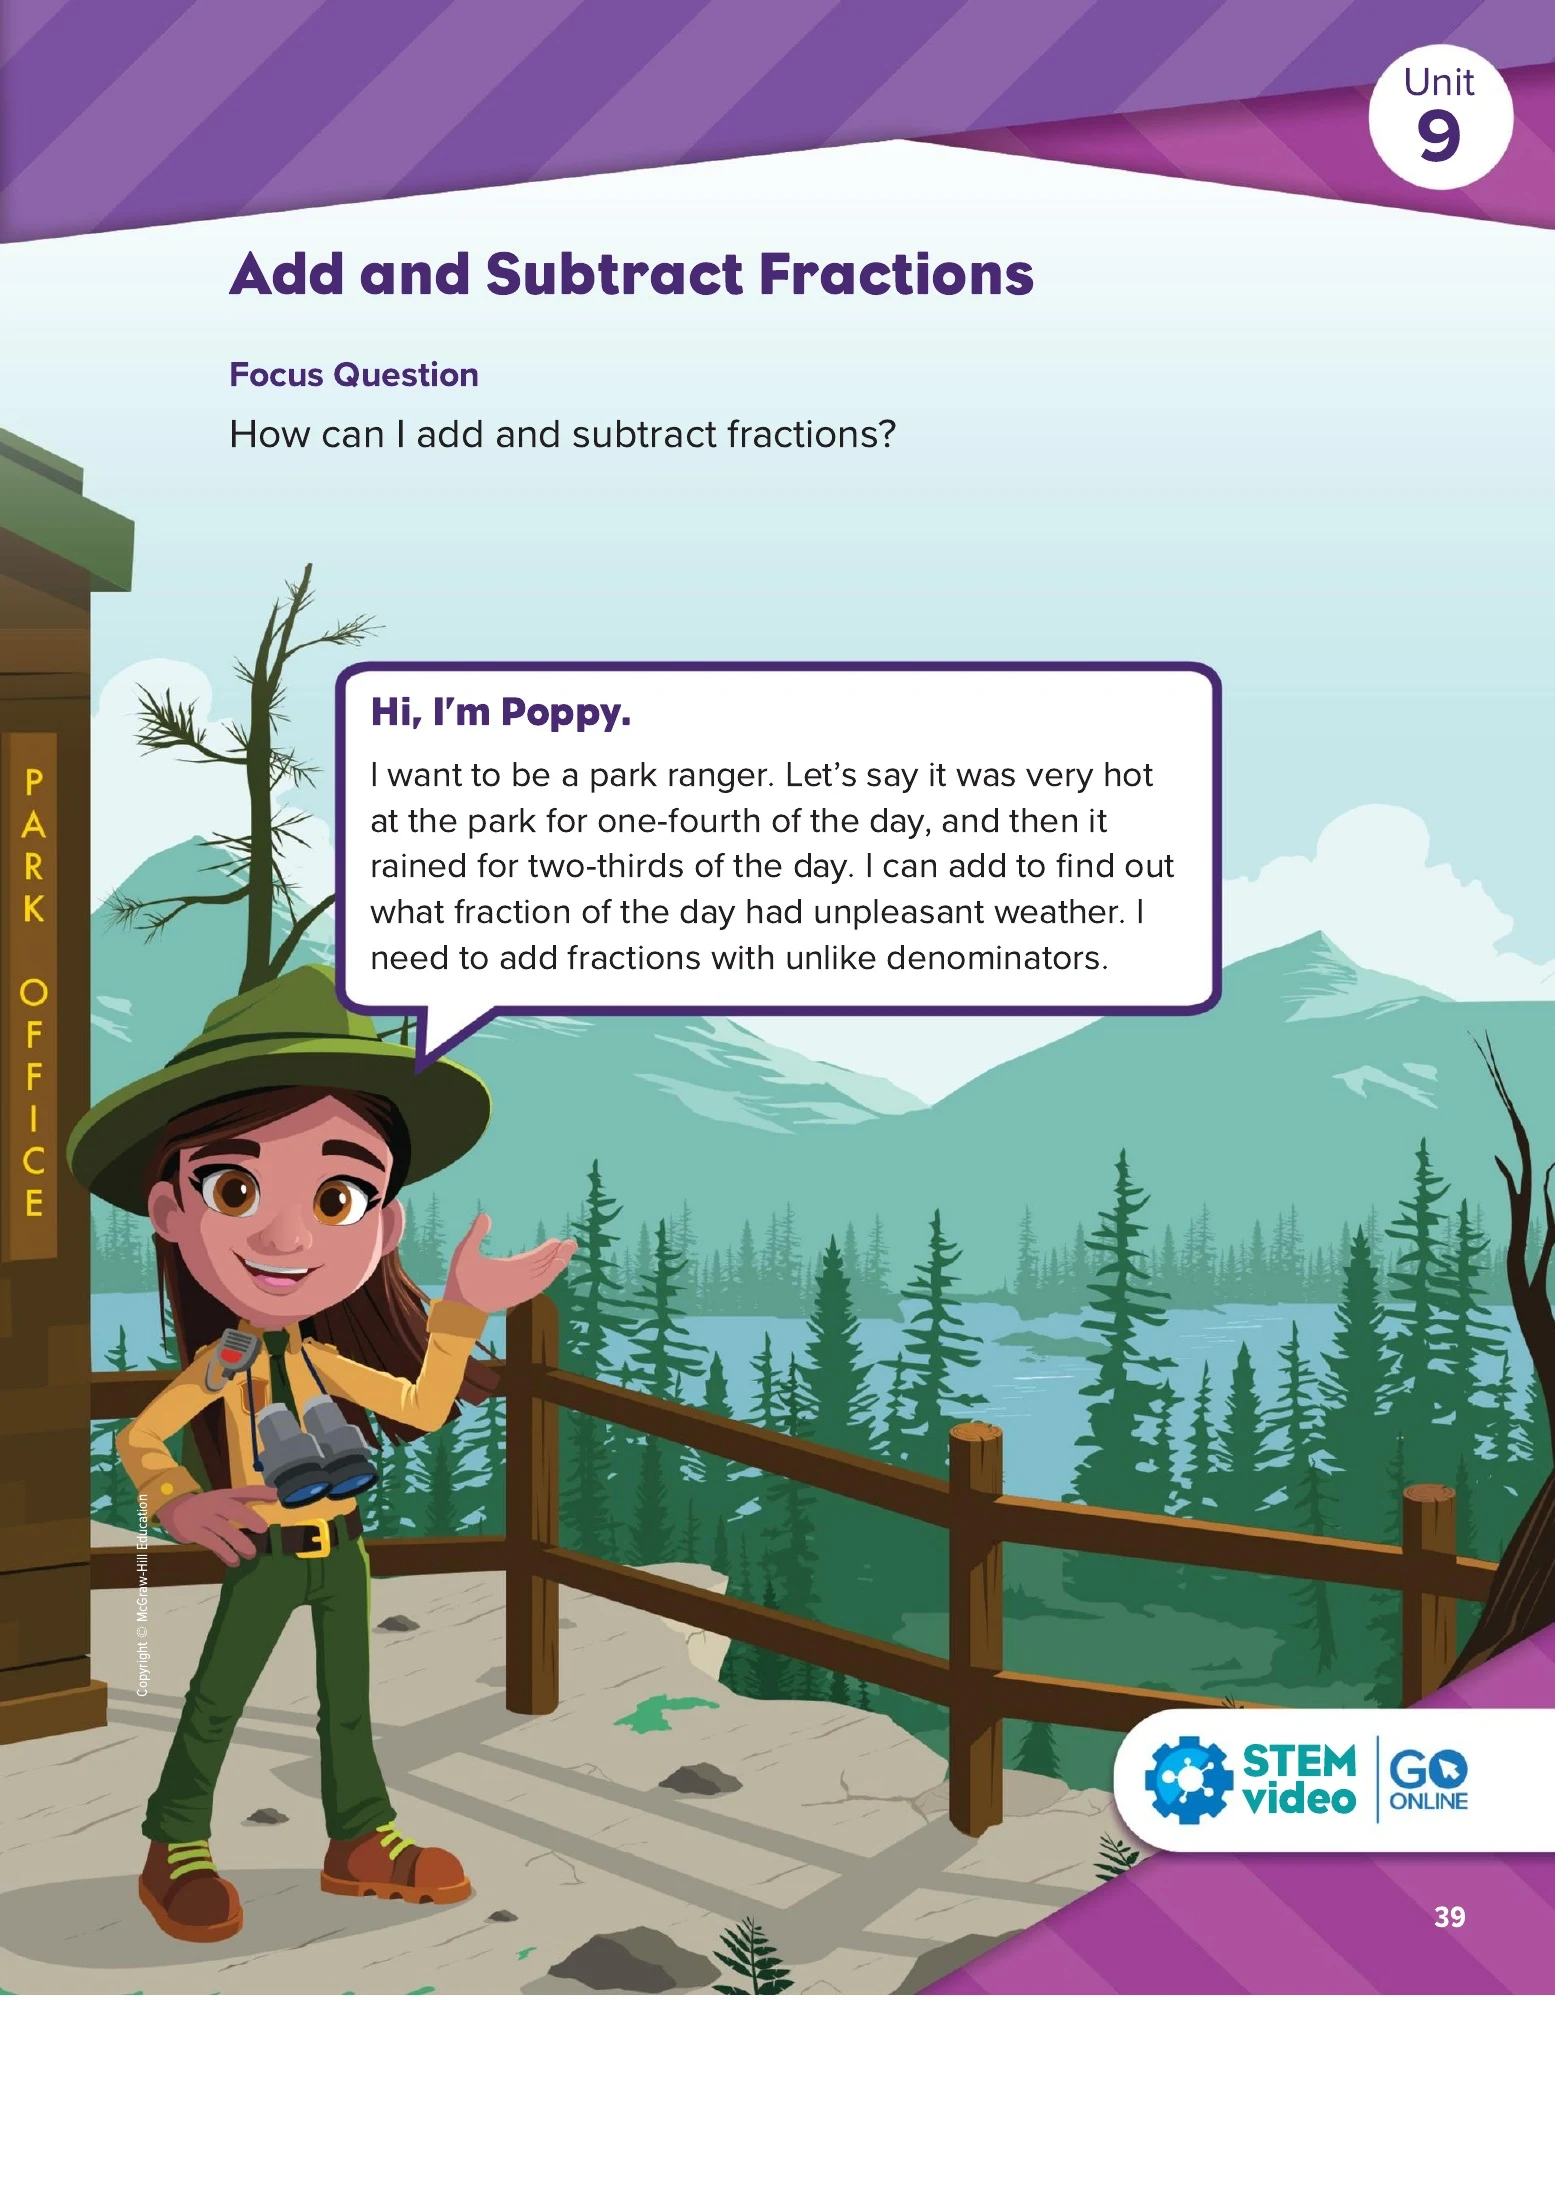 Unit
9
Add and Subtract Fractions
Focus Question
How can I add and subtract fractions?
Hi, I’m Poppy.
I want to be a park ranger. Let’s say it was very hot
at the park for one-fourth of the day, and then it
rained for two-thirds of the day. I can add to find out
what fraction of the day had unpleasant weather. I
need to add fractions with unlike denominators.
PARK OFFICE
Copyright © McGraw-Hill Education
STEM
video
GO
ONLINE
39